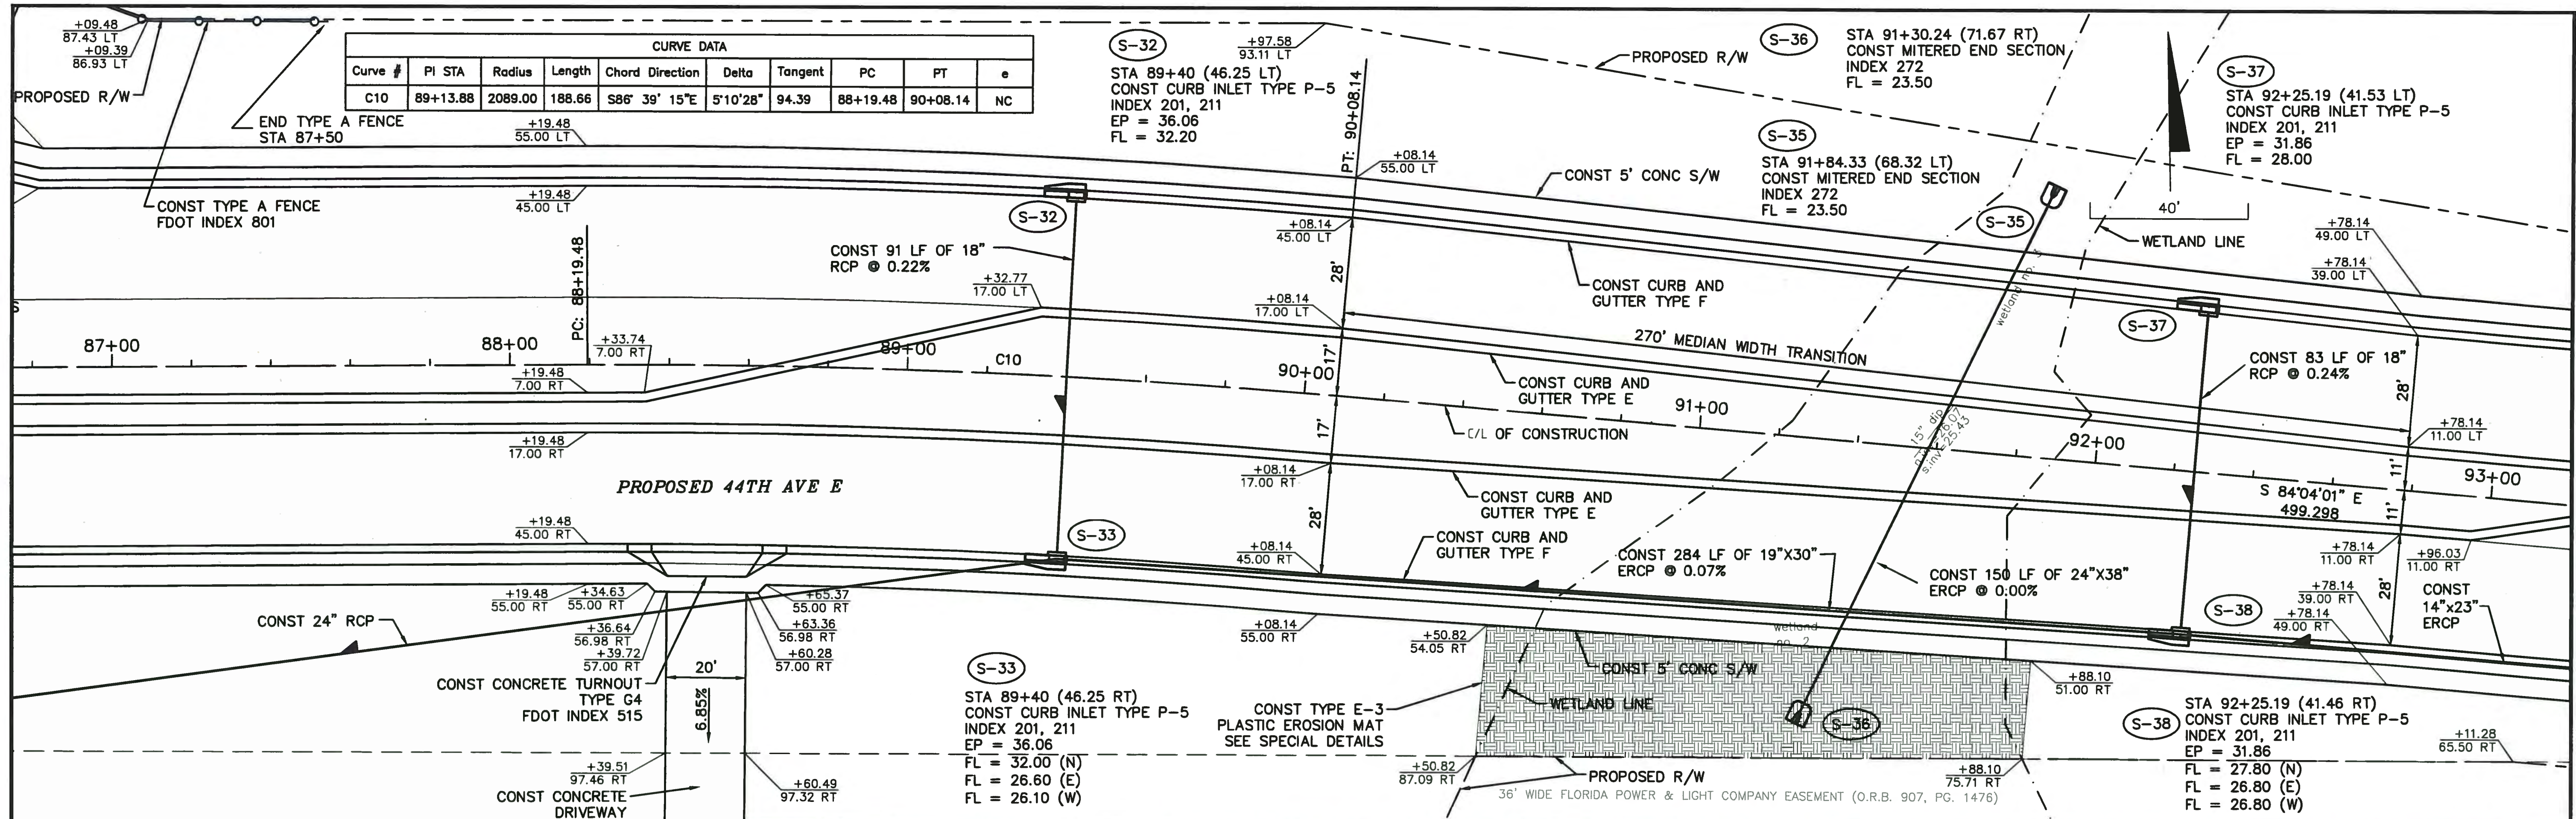 +09.48
87.43 LT
+09.39
86.93 LT
PROPOSED R/W
END TYPE A FENCE
STA 87+50
CONST TYPE A FENCE
FDOT INDEX 801
CURVE DATA
Curve # PI STA Radius Length Chord Direction Delta Tangent PC PT e
C10 89+13.88 2089.00 188.66 S86° 39' 15"E 5°10'28" 94.39 88+19.48 90+08.14 NC
+19.48
55.00 LT
+19.48
45.00 LT
S-32
STA 89+40 (46.25 LT)
CONST CURB INLET TYPE P-5
INDEX 201, 211
EP = 36.06
FL = 32.20
+97.58
93.11 LT
PT: 90+08.14
+08.14
55.00 LT
PROPOSED R/W
S-36
STA 91+30.24 (71.67 RT)
CONST MITERED END SECTION
INDEX 272
FL = 23.50
S-35
STA 91+84.33 (68.32 LT)
CONST MITERED END SECTION
INDEX 272
FL = 23.50
S-37
STA 92+25.19 (41.53 LT)
CONST CURB INLET TYPE P-5
INDEX 201, 211
EP = 31.86
FL = 28.00
40'
WETLAND LINE
CONST 5' CONC S/W
S-32
S-35
+08.14
45.00 LT
+78.14
49.00 LT
+78.14
39.00 LT
CONST 91 LF OF 18"
RCP @ 0.22%
PC: 88+19.48
+32.77
17.00 LT
28'
+08.14
17.00 LT
CONST CURB AND
GUTTER TYPE F
wetland no. 3
S-37
270' MEDIAN WIDTH TRANSITION
CONST 83 LF OF 18"
RCP @ 0.24%
S
87+00
88+00
89+00
C10
90+00
91+00
92+00
93+00
+33.74
7.00 RT
+19.48
7.00 RT
17'
17'
CONST CURB AND
GUTTER TYPE E
C/L OF CONSTRUCTION
15" dip
n.inv=26.07
s.inv=25.43
28'
+78.14
11.00 LT
11'
11'
S 84°04'01" E
499.298
+19.48
17.00 RT
PROPOSED 44TH AVE E
+08.14
17.00 RT
CONST CURB AND
GUTTER TYPE E
28'
+19.48
45.00 RT
S-33
+08.14
45.00 RT
CONST CURB AND
GUTTER TYPE F
CONST 284 LF OF 19"X30"
ERCP @ 0.07%
CONST 150 LF OF 24"X38"
ERCP @ 0.00%
+78.14
11.00 RT
+96.03
11.00 RT
+78.14
39.00 RT
28'
CONST
14"x23"
ERCP
S-38
+78.14
49.00 RT
CONST 24" RCP
+19.48
55.00 RT
+34.63
55.00 RT
+36.64
56.98 RT
+39.72
57.00 RT
+65.37
55.00 RT
+63.36
56.98 RT
+60.28
57.00 RT
20'
6.85%
CONST CONCRETE TURNOUT
TYPE G4
FDOT INDEX 515
+08.14
55.00 RT
+50.82
54.05 RT
wetland
no. 2
CONST 5' CONC S/W
WETLAND LINE
S-36
+88.10
51.00 RT
S-33
STA 89+40 (46.25 RT)
CONST CURB INLET TYPE P-5
INDEX 201, 211
EP = 36.06
FL = 32.00 (N)
FL = 26.60 (E)
FL = 26.10 (W)
CONST TYPE E-3
PLASTIC EROSION MAT
SEE SPECIAL DETAILS
S-38
STA 92+25.19 (41.46 RT)
CONST CURB INLET TYPE P-5
INDEX 201, 211
EP = 31.86
FL = 27.80 (N)
FL = 26.80 (E)
FL = 26.80 (W)
+11.28
65.50 RT
+39.51
97.46 RT
+60.49
97.32 RT
CONST CONCRETE
DRIVEWAY
+50.82
87.09 RT
PROPOSED R/W
+88.10
75.71 RT
36' WIDE FLORIDA POWER & LIGHT COMPANY EASEMENT (O.R.B. 907, PG. 1476)